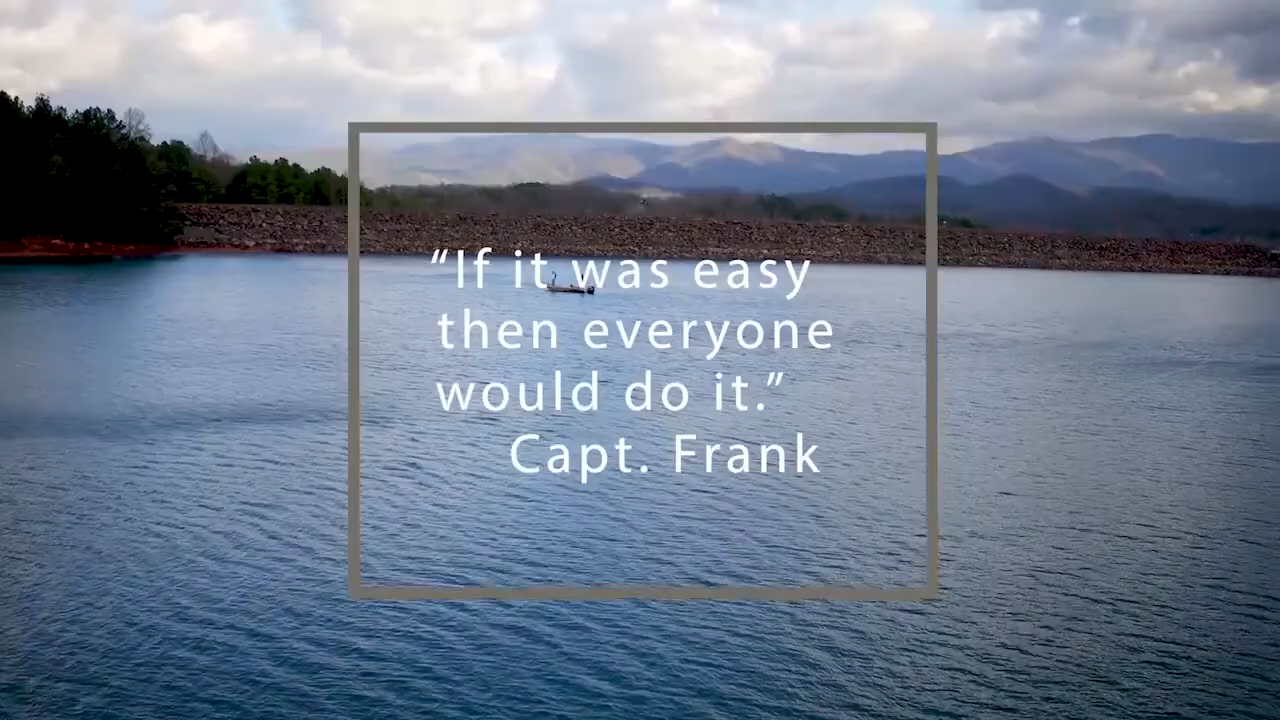 “If it was easy
then everyone
would do it.”
Capt. Frank